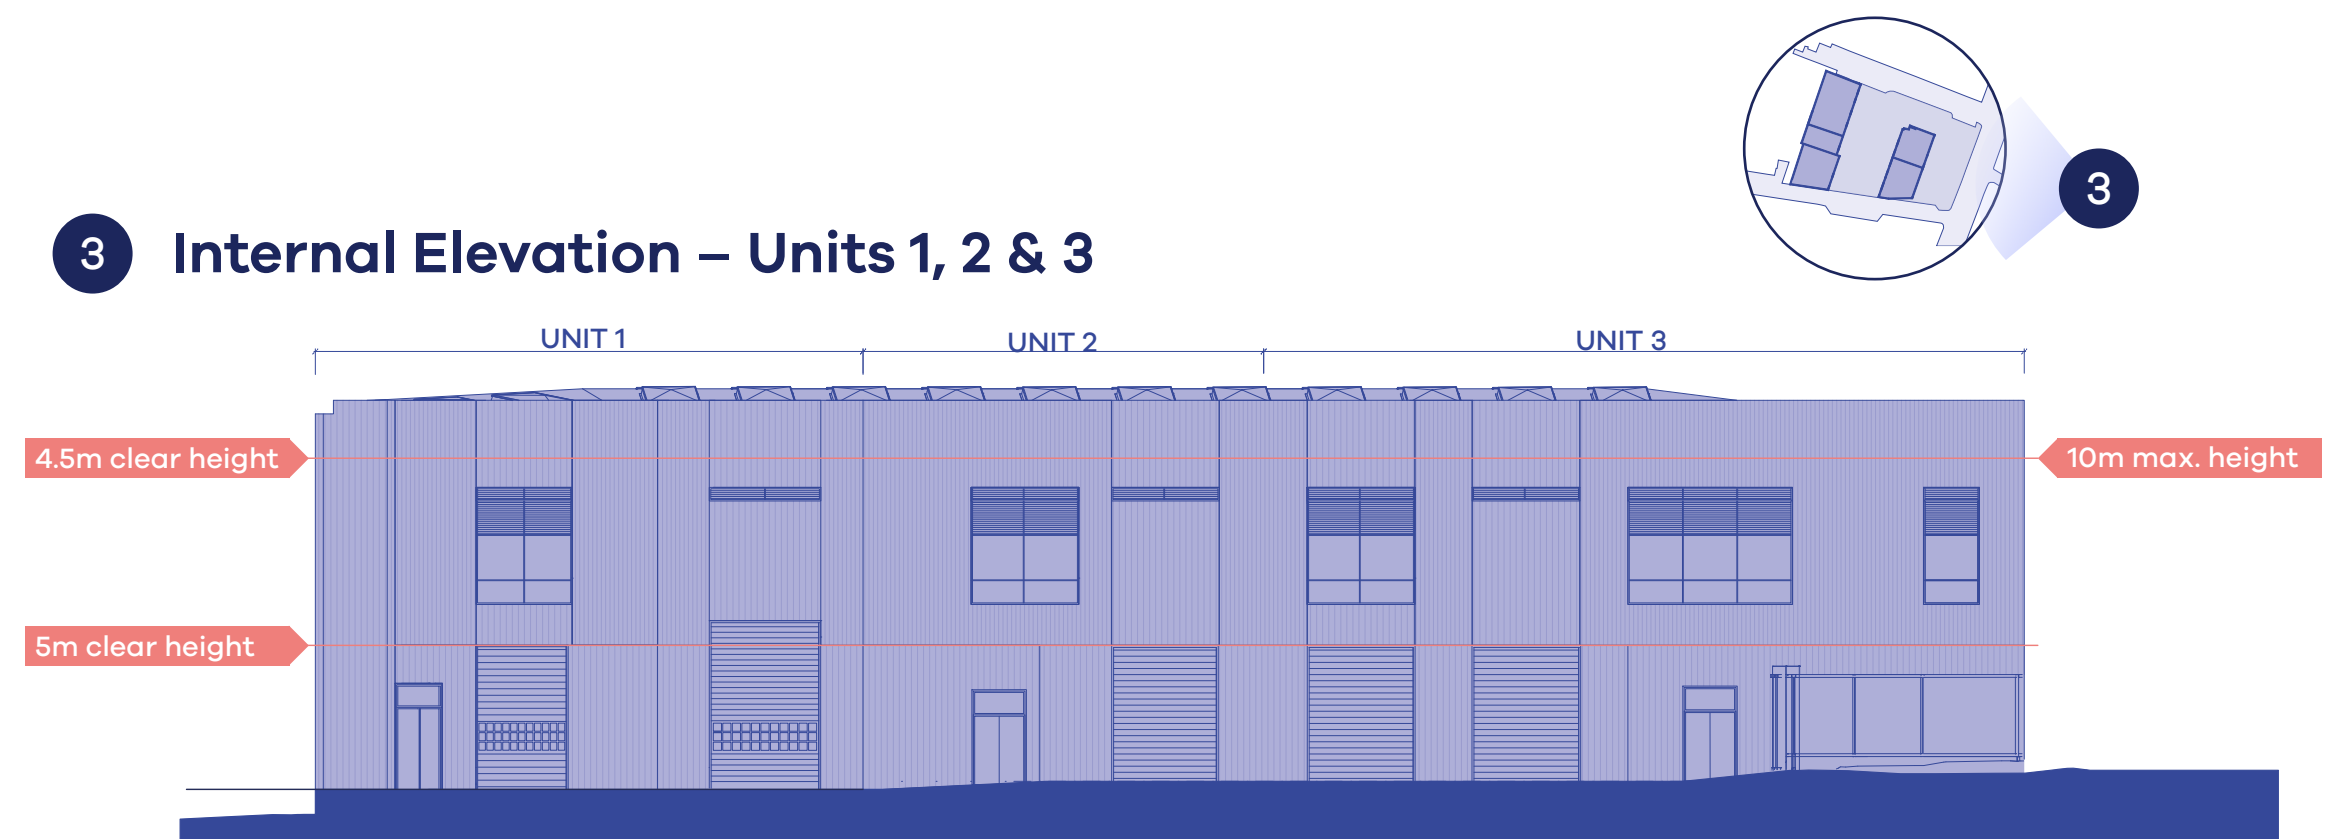 3
3 Internal Elevation – Units 1, 2 & 3
UNIT 1 UNIT 2 UNIT 3
4.5m clear height 10m max. height
5m clear height